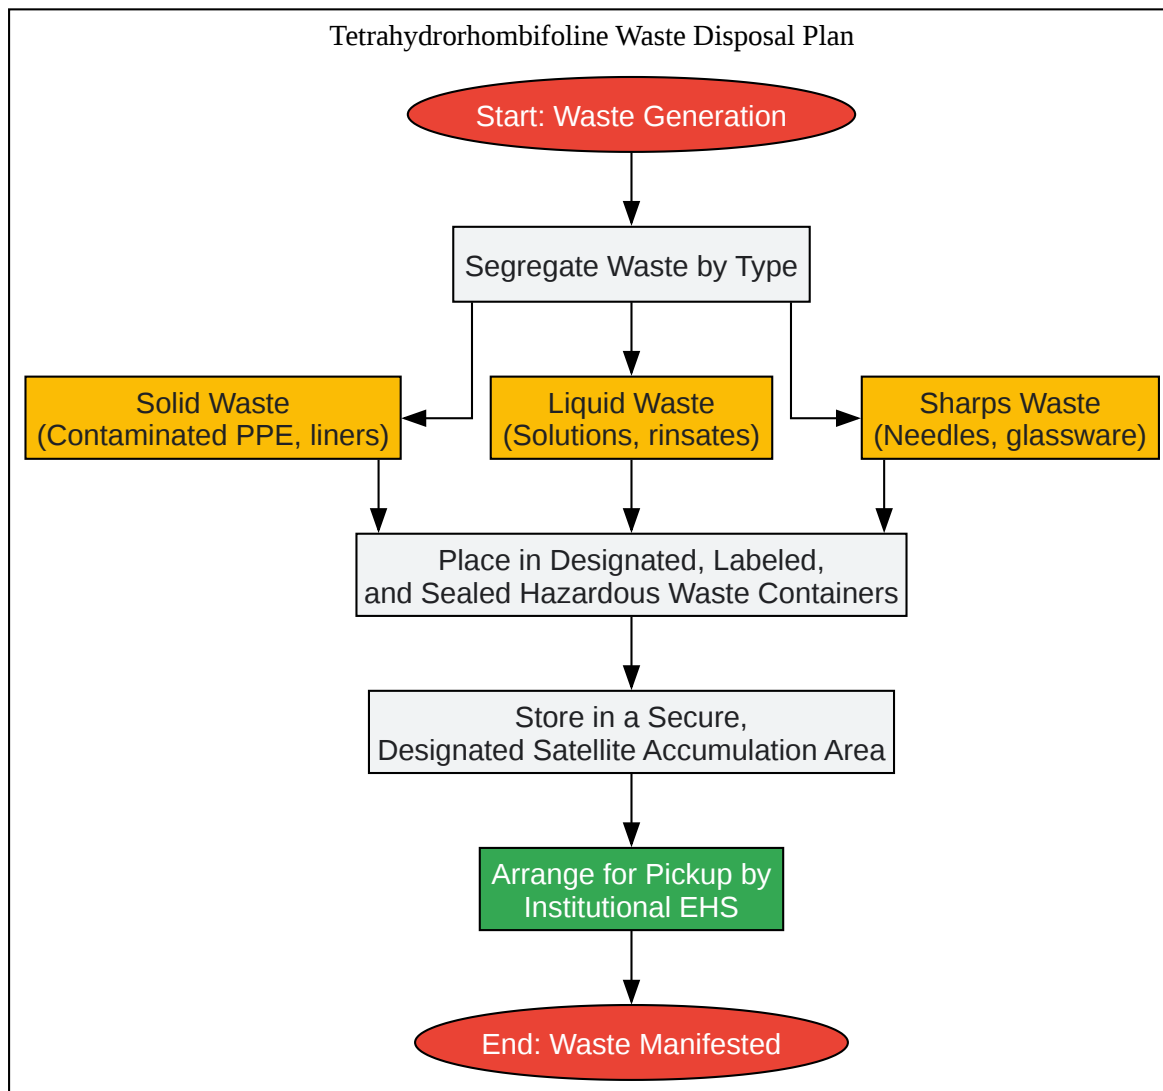 Tetrahydrorhombifoline Waste Disposal Plan
Start: Waste Generation
Segregate Waste by Type
Solid Waste
(Contaminated PPE, liners)
Liquid Waste
(Solutions, rinsates)
Sharps Waste
(Needles, glassware)
Place in Designated, Labeled,
and Sealed Hazardous Waste Containers
Store in a Secure,
Designated Satellite Accumulation Area
Arrange for Pickup by
Institutional EHS
End: Waste Manifested